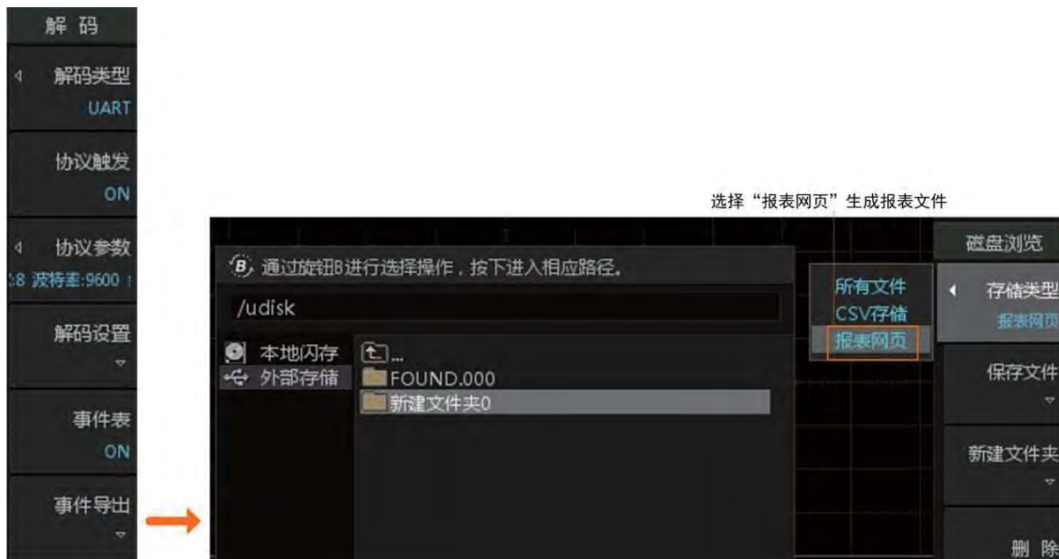 解 码
解码类型
UART
协议触发
ON
协议参数
:8 波特率:9600
解码设置
事件表
ON
事件导出
选择“报表网页”生成报表文件
通过旋钮B进行选择操作，按下进入相应路径。
/udisk
本地闪存
外部存储
...
FOUND.000
新建文件夹0
所有文件
CSV存储
报表网页
磁盘浏览
存储类型
报表网页
保存文件
新建文件夹
删 除